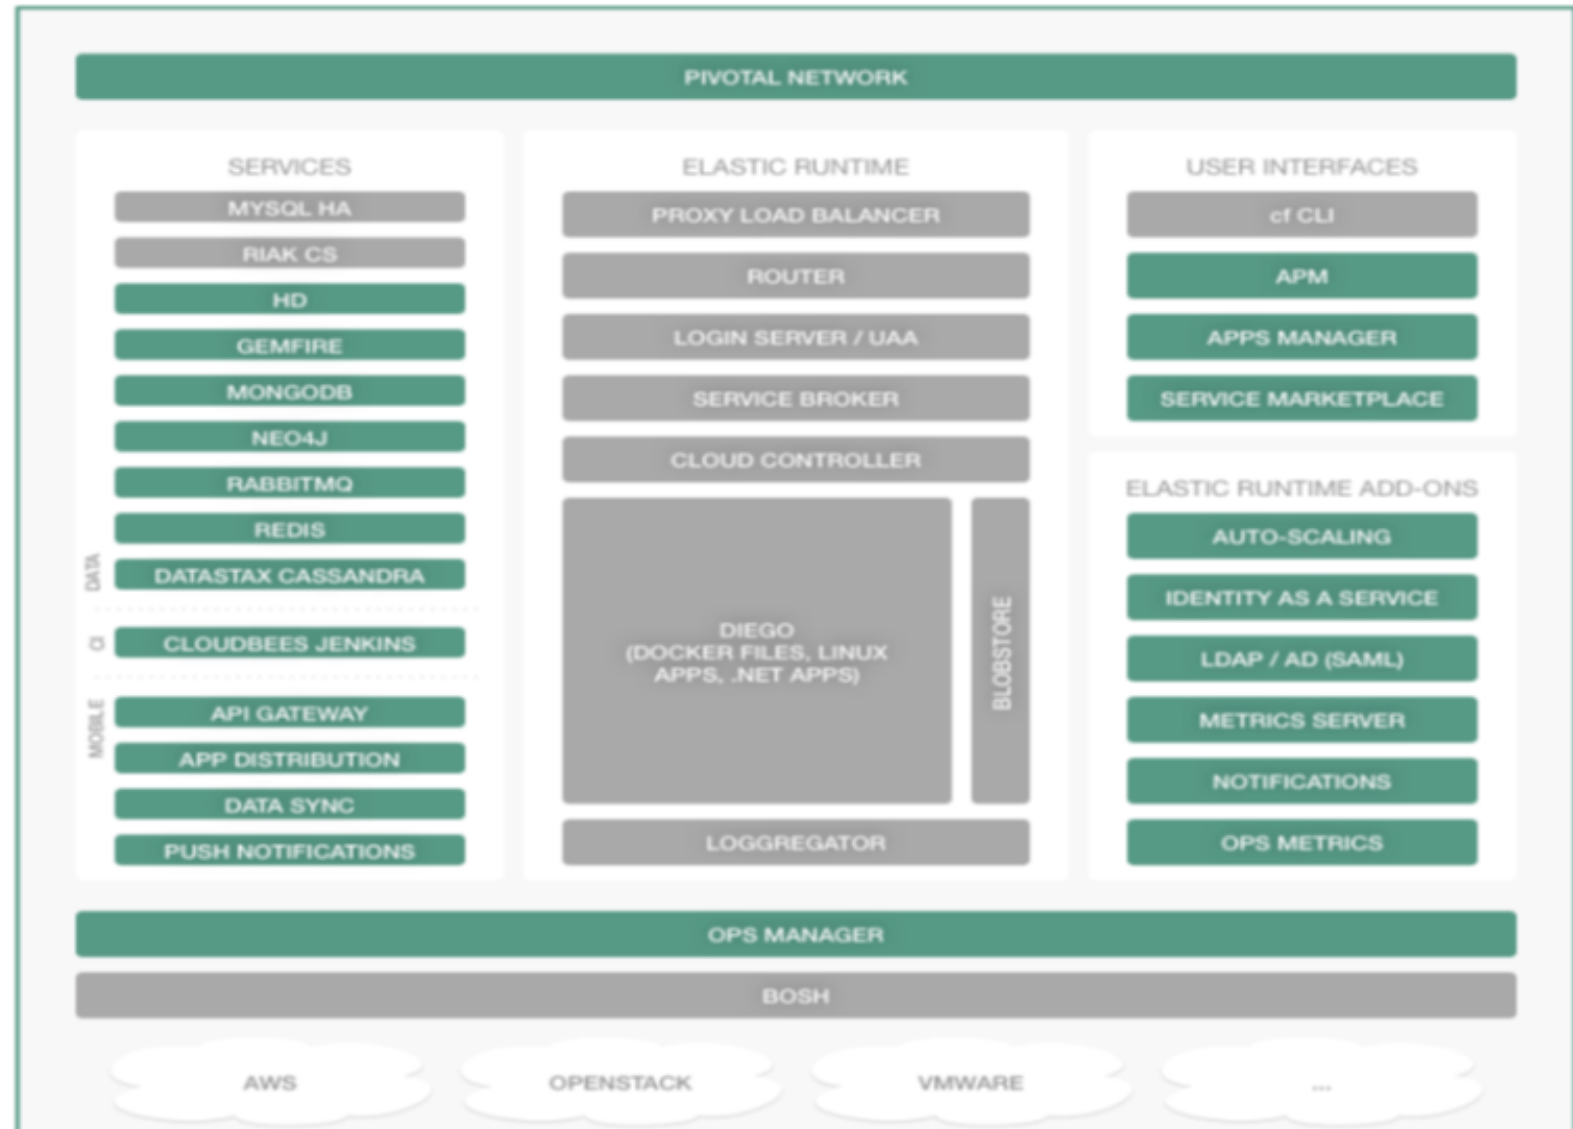 PIVOTAL NETWORK
SERVICES
MYSQL HA
RIAK CS
HD
GEMFIRE
MONGODB
NEO4J
RABBITMQ
REDIS
DATASTAX CASSANDRA
DATA
CLOUDBEES JENKINS
CI
API GATEWAY
APP DISTRIBUTION
DATA SYNC
PUSH NOTIFICATIONS
MOBILE
ELASTIC RUNTIME
PROXY LOAD BALANCER
ROUTER
LOGIN SERVER / UAA
SERVICE BROKER
CLOUD CONTROLLER
DIEGO
(DOCKER FILES, LINUX
APPS, .NET APPS)
BLOBSTORE
LOGGREGATOR
USER INTERFACES
cf CLI
APM
APPS MANAGER
SERVICE MARKETPLACE
ELASTIC RUNTIME ADD-ONS
AUTO-SCALING
IDENTITY AS A SERVICE
LDAP / AD (SAML)
METRICS SERVER
NOTIFICATIONS
OPS METRICS
OPS MANAGER
BOSH
AWS
OPENSTACK
VMWARE
...